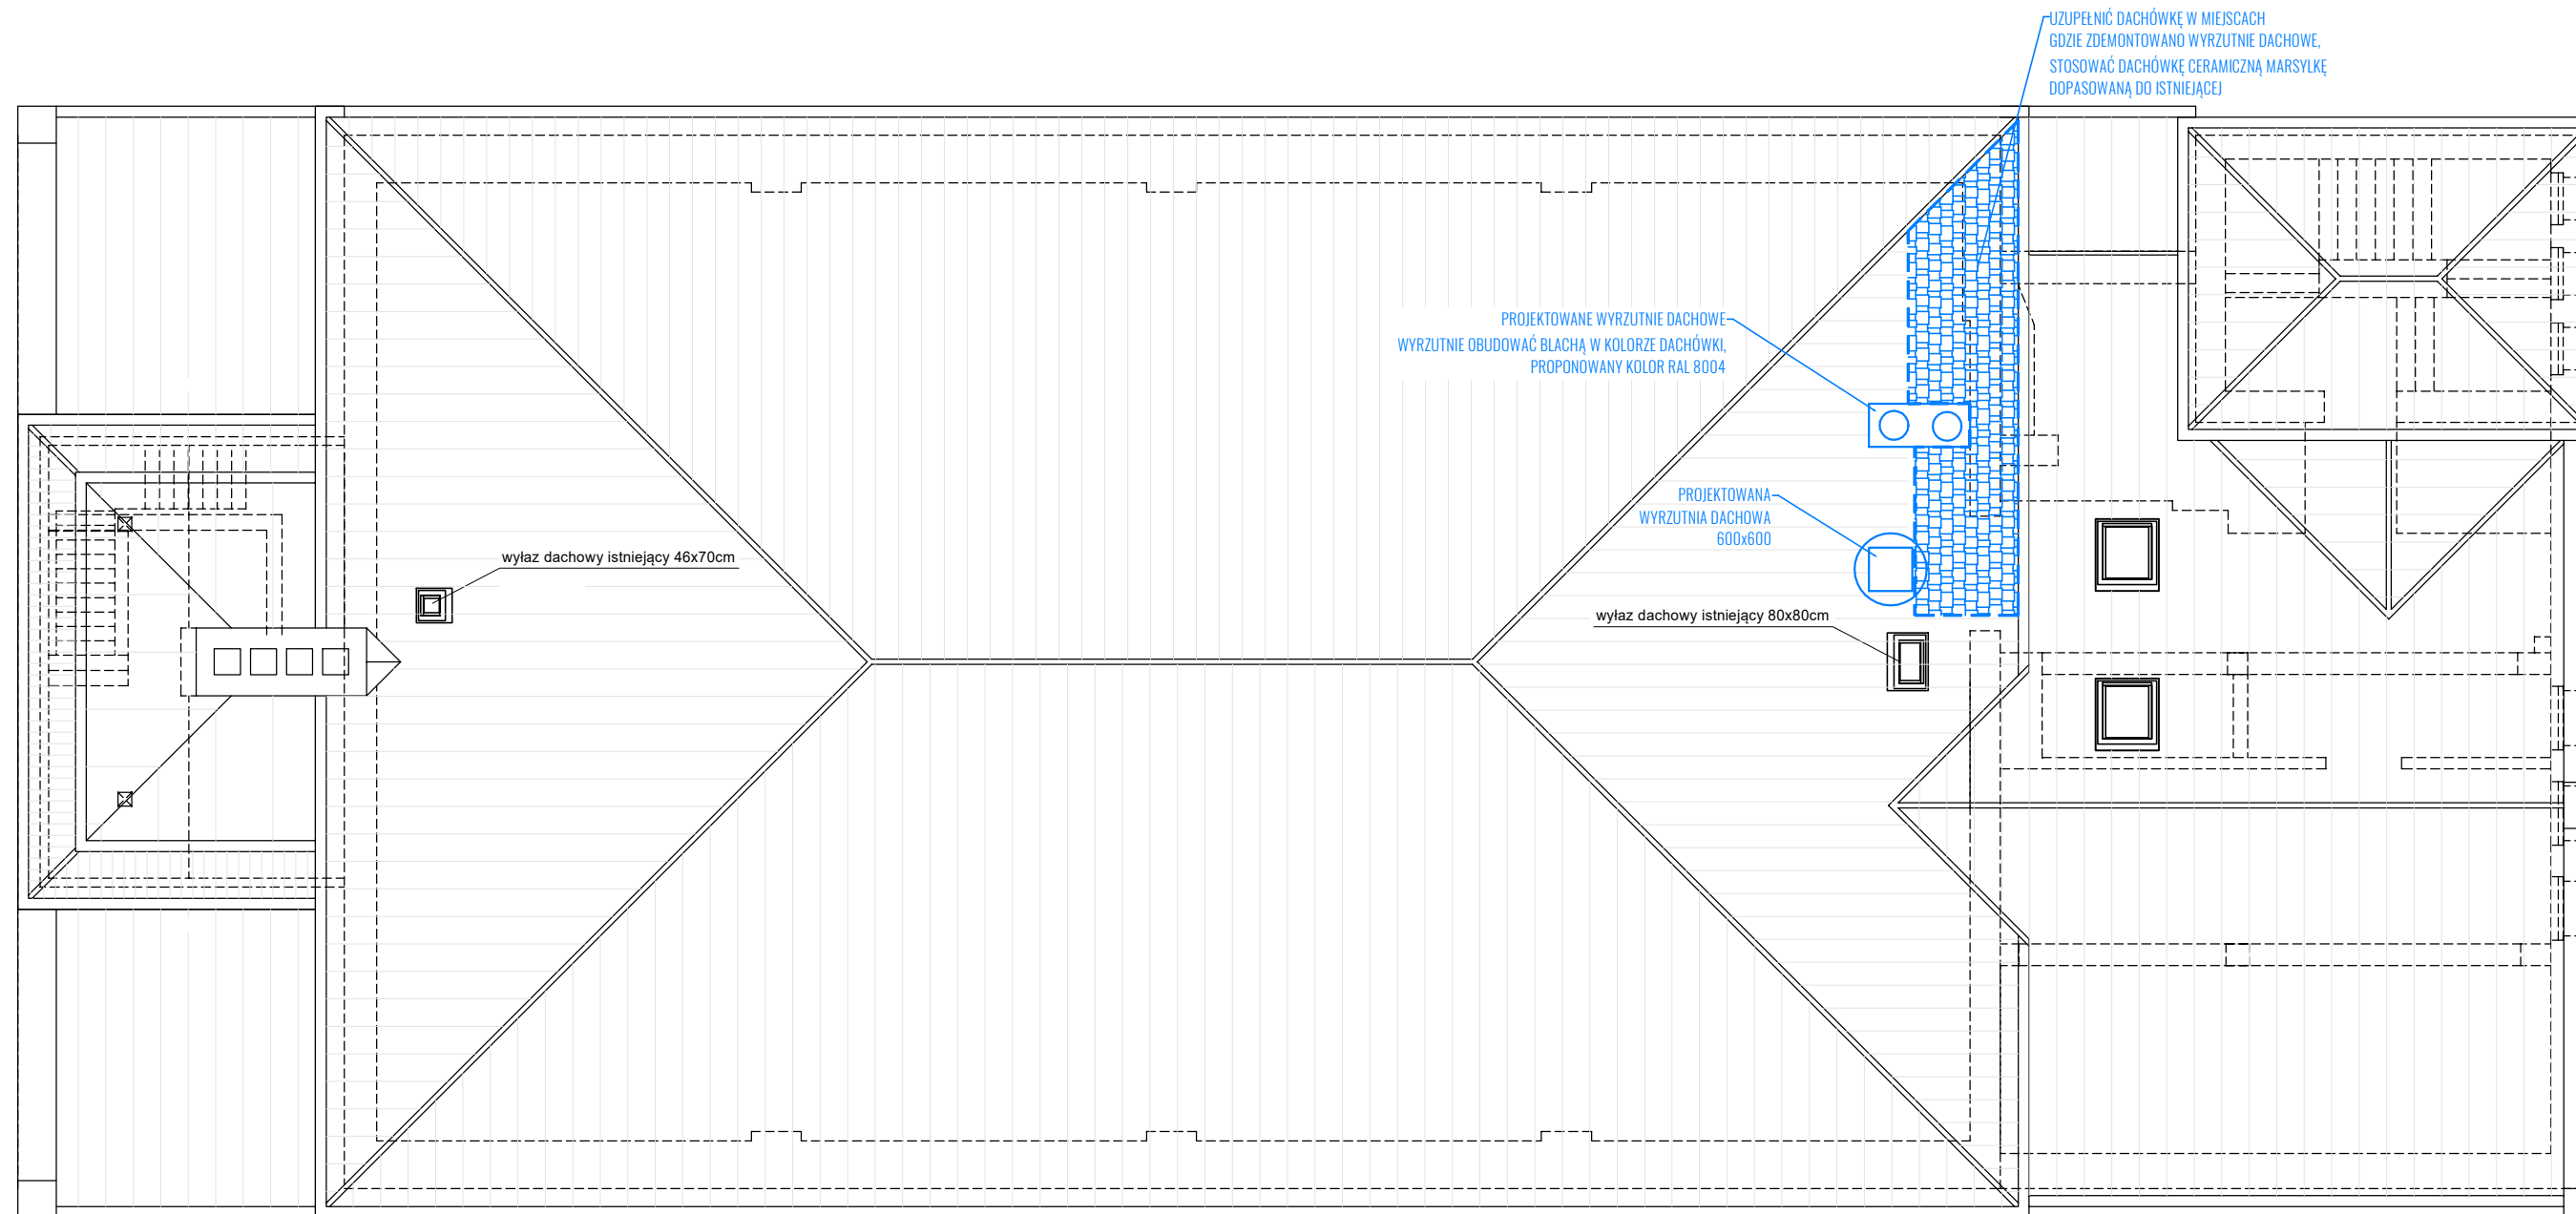 UZUPEŁNIĆ DACHÓWKĘ W MIEJSCACH
GDZIE ZDEMONTOWANO WYRZUTNIE DACHOWE,
STOSOWAĆ DACHÓWKĘ CERAMICZNĄ MARSYLKĘ
DOPASOWANĄ DO ISTNIEJĄCEJ
PROJEKTOWANE WYRZUTNIE DACHOWE
WYRZUTNIE OBUDOWAĆ BLACHĄ W KOLORZE DACHÓWKI,
PROPONOWANY KOLOR RAL 8004
PROJEKTOWANA
WYRZUTNIA DACHOWA
600x600
wyłaz dachowy istniejący 46x70cm
wyłaz dachowy istniejący 80x80cm